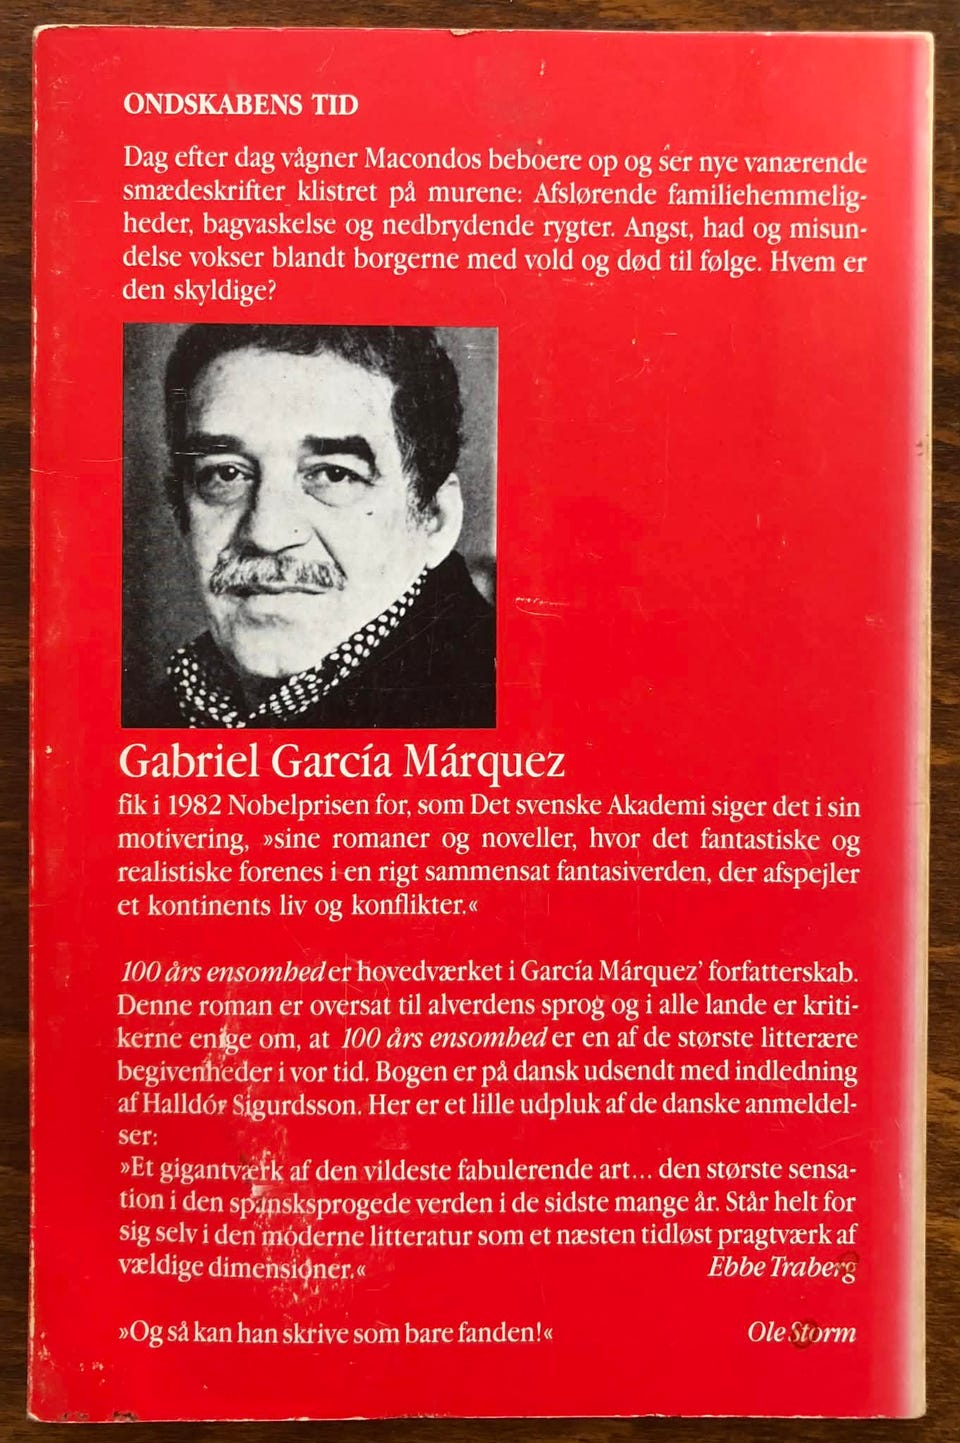 ONDSKABENS TID
Dag efter dag vågner Macondos beboere op og ser nye vanærende
smædeskrifter klistret på murene: Afslørende familiehemmelig-
heder, bagvaskelse og nedbrydende rygter. Angst, had og misun-
delse vokser blandt borgerne med vold og død til følge. Hvem er
den skyldige?
Gabriel García Márquez
fik i 1982 Nobelprisen for, som Det svenske Akademi siger det i sin
motivering, »sine romaner og noveller, hvor det fantastiske og
realistiske forenes i en rigt sammensat fantasiverden, der afspejler
et kontinents liv og konflikter.«
100 års ensomhed er hovedværket i García Márquez’ forfatterskab.
Denne roman er oversat til alverdens sprog og i alle lande er kriti-
kerne enige om, at 100 års ensomhed er en af de største litterære
begivenheder i vor tid. Bogen er på dansk udsendt med indledning
af Halldór Sigurdsson. Her er et lille udpluk af de danske anmeldel-
ser:
»Et gigantværk af den vildeste fabulerende art... den største sensa-
tion i den spansksprogede verden i de sidste mange år. Står helt for
sig selv i den moderne litteratur som et næsten tidløst pragtværk af
vældige dimensioner.« Ebbe Traberg
»Og så kan han skrive som bare fanden!« Ole Storm